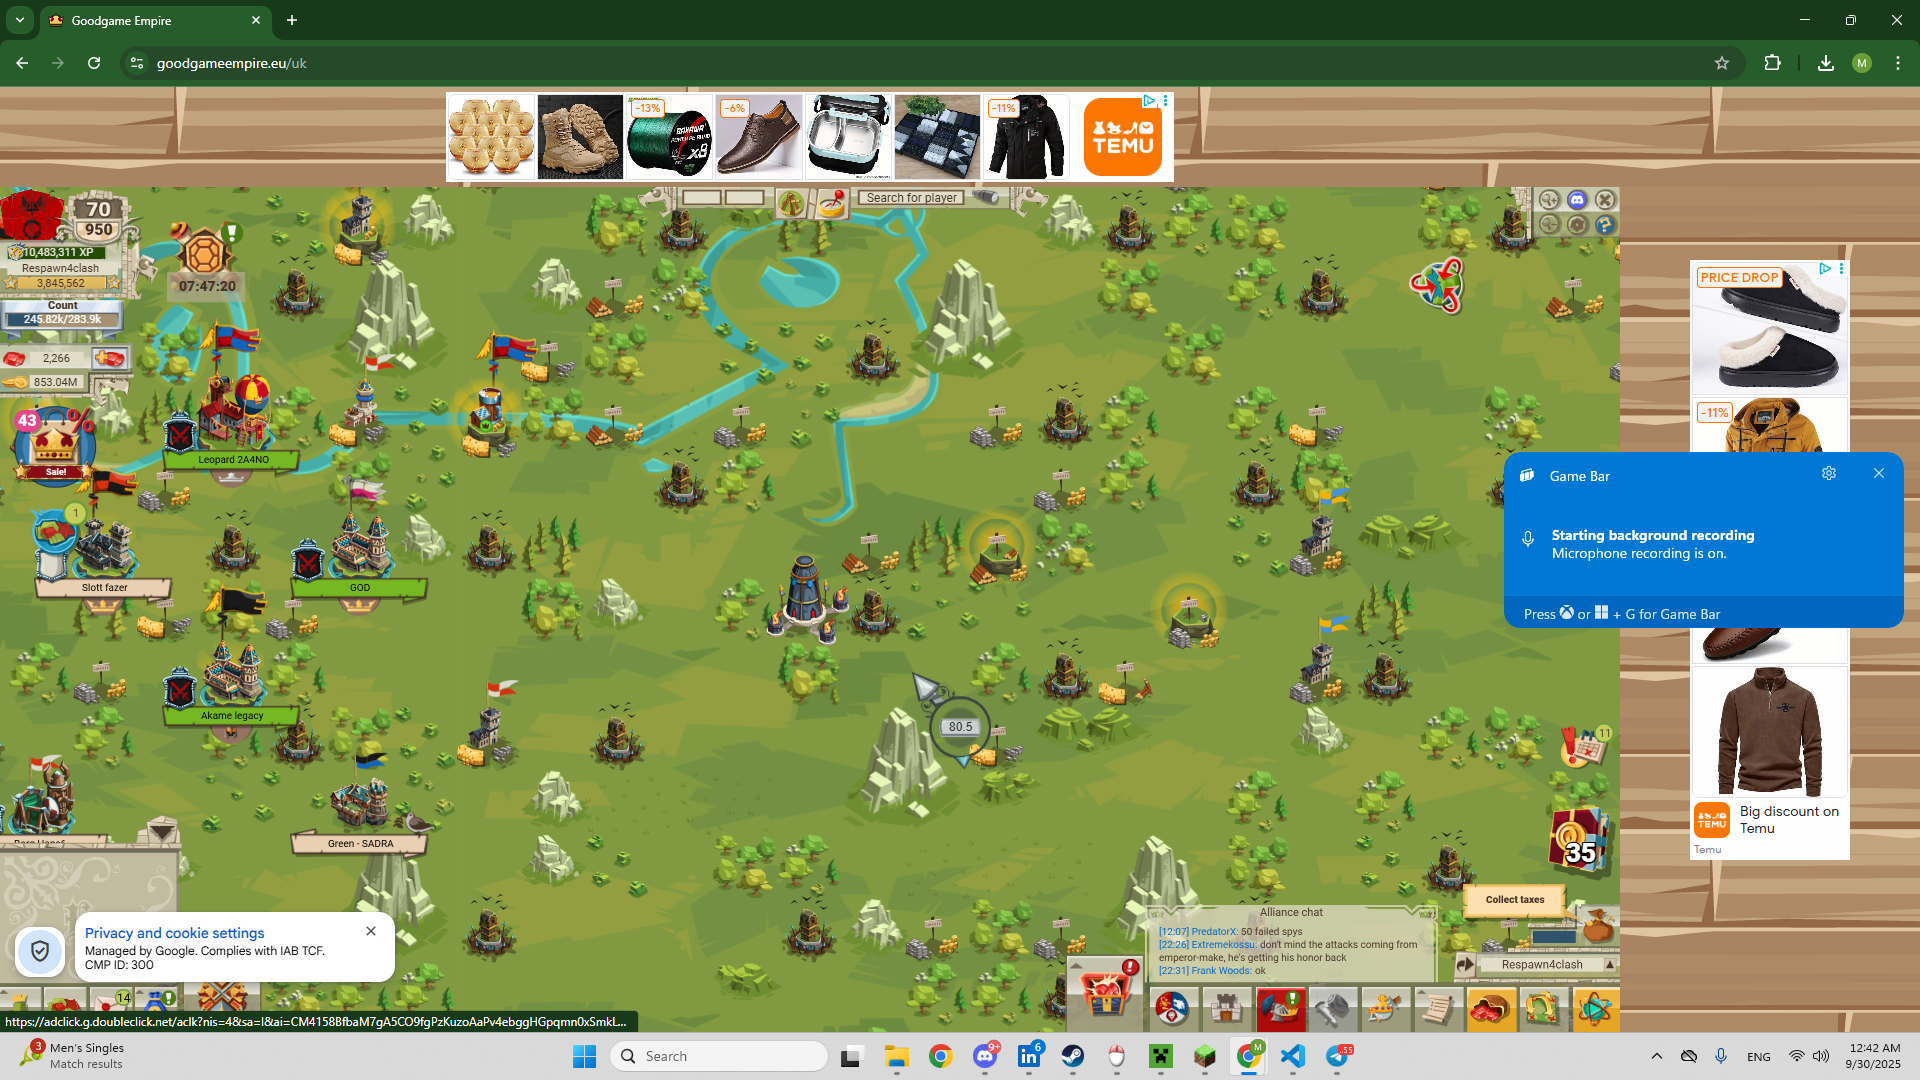 Goodgame Empire
goodgameempire.eu/uk
M
-13%
-6%
-11%
TEMU
70
950
10,483,311 XP
Respawn4clash
3,845,562
Count
245.82k/283.9k
2,266
853.04M
07:47:20
Search for player
43
Sale!
Leopard 2A4NO
1
Slott fazer
GOD
Akame legacy
Green - SADRA
80.5
PRICE DROP
-11%
Game Bar
Starting background recording
Microphone recording is on.
Press or + G for Game Bar
11
35
TEMU
Big discount on
Temu
Temu
Collect taxes
Alliance chat
[12:07] PredatorX: 50 failed spys
[22:26] Extremekossu: don't mind the attacks coming from
emperor-make, he's getting his honor back
[22:31] Frank Woods: ok
Respawn4clash
Privacy and cookie settings
Managed by Google. Complies with IAB TCF.
CMP ID: 300
14
https://adclick.g.doubleclick.net/aclk?nis=4&sa=l&ai=CM4158BfbaM7gA5CO9fgPzKuzoAaPv4ebggHGpqmn0xSmkL...
3
Men's Singles
Match results
Search
9+
6
M
55
ENG
12:42 AM
9/30/2025